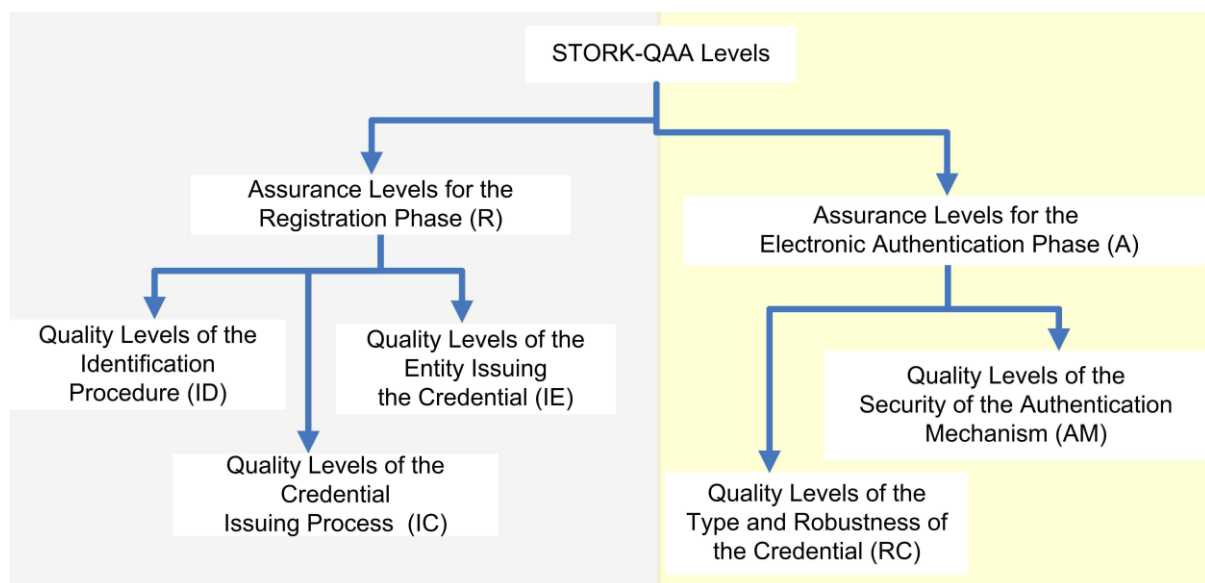 STORK-QAA Levels
Assurance Levels for the
Registration Phase (R)
Assurance Levels for the
Electronic Authentication Phase (A)
Quality Levels of the
Identification
Procedure (ID)
Quality Levels of the
Entity Issuing
the Credential (IE)
Quality Levels of the
Credential
Issuing Process (IC)
Quality Levels of the
Security of the Authentication
Mechanism (AM)
Quality Levels of the
Type and Robustness of
the Credential (RC)